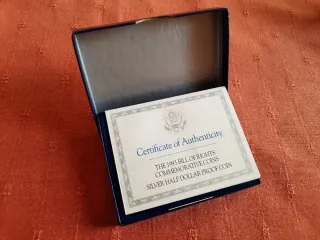 Certificate of Authenticity
THE 1993 BILL OF RIGHTS
COMMEMORATIVE COINS
SILVER HALF DOLLAR PROOF COIN